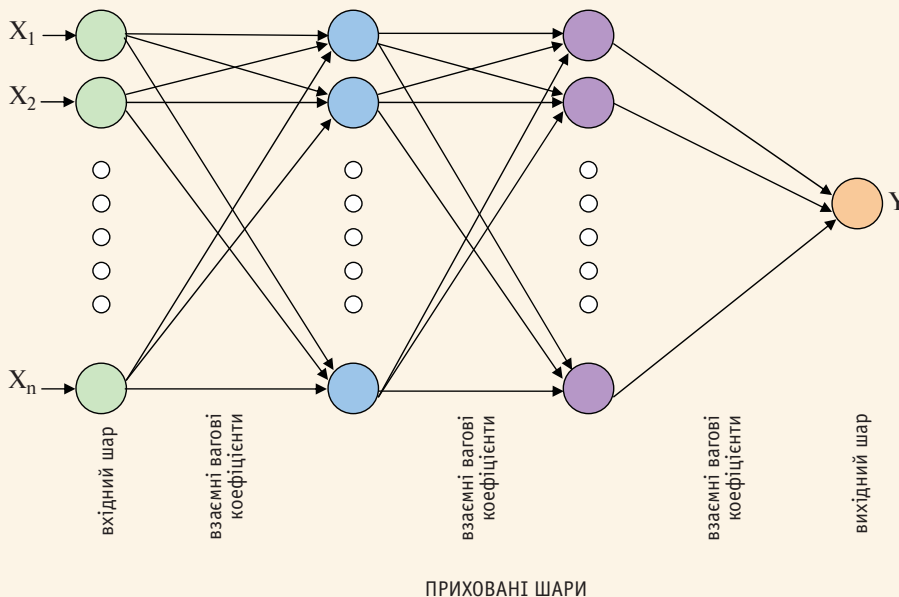 X1
X2
Xn
Y
вхідний шар
взаємні вагові
коефіцієнти
взаємні вагові
коефіцієнти
взаємні вагові
коефіцієнти
вихідний шар
ПРИХОВАНІ ШАРИ